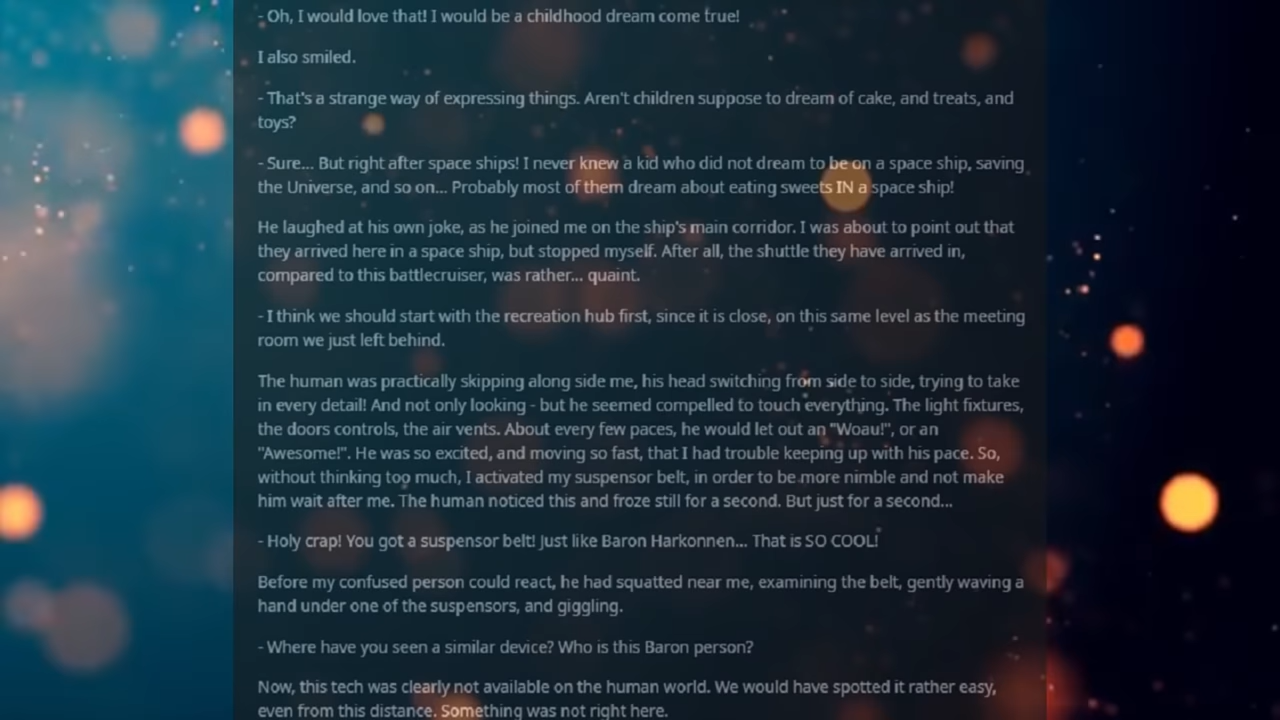 - Oh, I would love that! I would be a childhood dream come true!
I also smiled.
- That's a strange way of expressing things. Aren't children suppose to dream of cake, and treats, and
toys?
- Sure... But right after space ships! I never knew a kid who did not dream to be on a space ship, saving
the Universe, and so on... Probably most of them dream about eating sweets IN a space ship!
He laughed at his own joke, as he joined me on the ship's main corridor. I was about to point out that
they arrived here in a space ship, but stopped myself. After all, the shuttle they have arrived in,
compared to this battlecruiser, was rather... quaint.
- I think we should start with the recreation hub first, since it is close, on this same level as the meeting
room we just left behind.
The human was practically skipping along side me, his head switching from side to side, trying to take
in every detail! And not only looking - but he seemed compelled to touch everything. The light fixtures,
the doors controls, the air vents. About every few paces, he would let out an "Woau!", or an
"Awesome!". He was so excited, and moving so fast, that I had trouble keeping up with his pace. So,
without thinking too much, I activated my suspensor belt, in order to be more nimble and not make
him wait after me. The human noticed this and froze still for a second. But just for a second...
- Holy crap! You got a suspensor belt! Just like Baron Harkonnen... That is SO COOL!
Before my confused person could react, he had squatted near me, examining the belt, gently waving a
hand under one of the suspensors, and giggling.
- Where have you seen a similar device? Who is this Baron person?
Now, this tech was clearly not available on the human world. We would have spotted it rather easy,
even from this distance. Something was not right here.